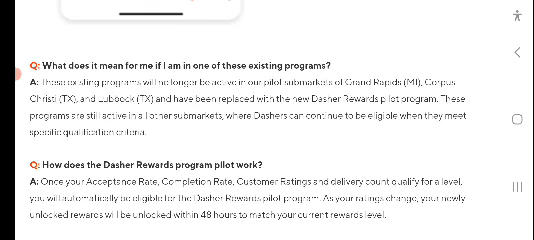 Q: What does it mean for me if I am in one of these existing programs?
A: These existing programs will no longer be active in our pilot submarkets of Grand Rapids (MI), Corpus
Christi (TX), and Lubbock (TX) and have been replaced with the new Dasher Rewards pilot program. These
programs are still active in all other submarkets, where Dashers can continue to be eligible when they meet
specific qualification criteria.
Q: How does the Dasher Rewards program pilot work?
A: Once your Acceptance Rate, Completion Rate, Customer Ratings and delivery count qualify for a level,
you will automatically be eligible for the Dasher Rewards pilot program. As your ratings change, your newly
unlocked rewards will be unlocked within 48 hours to match your current rewards level.